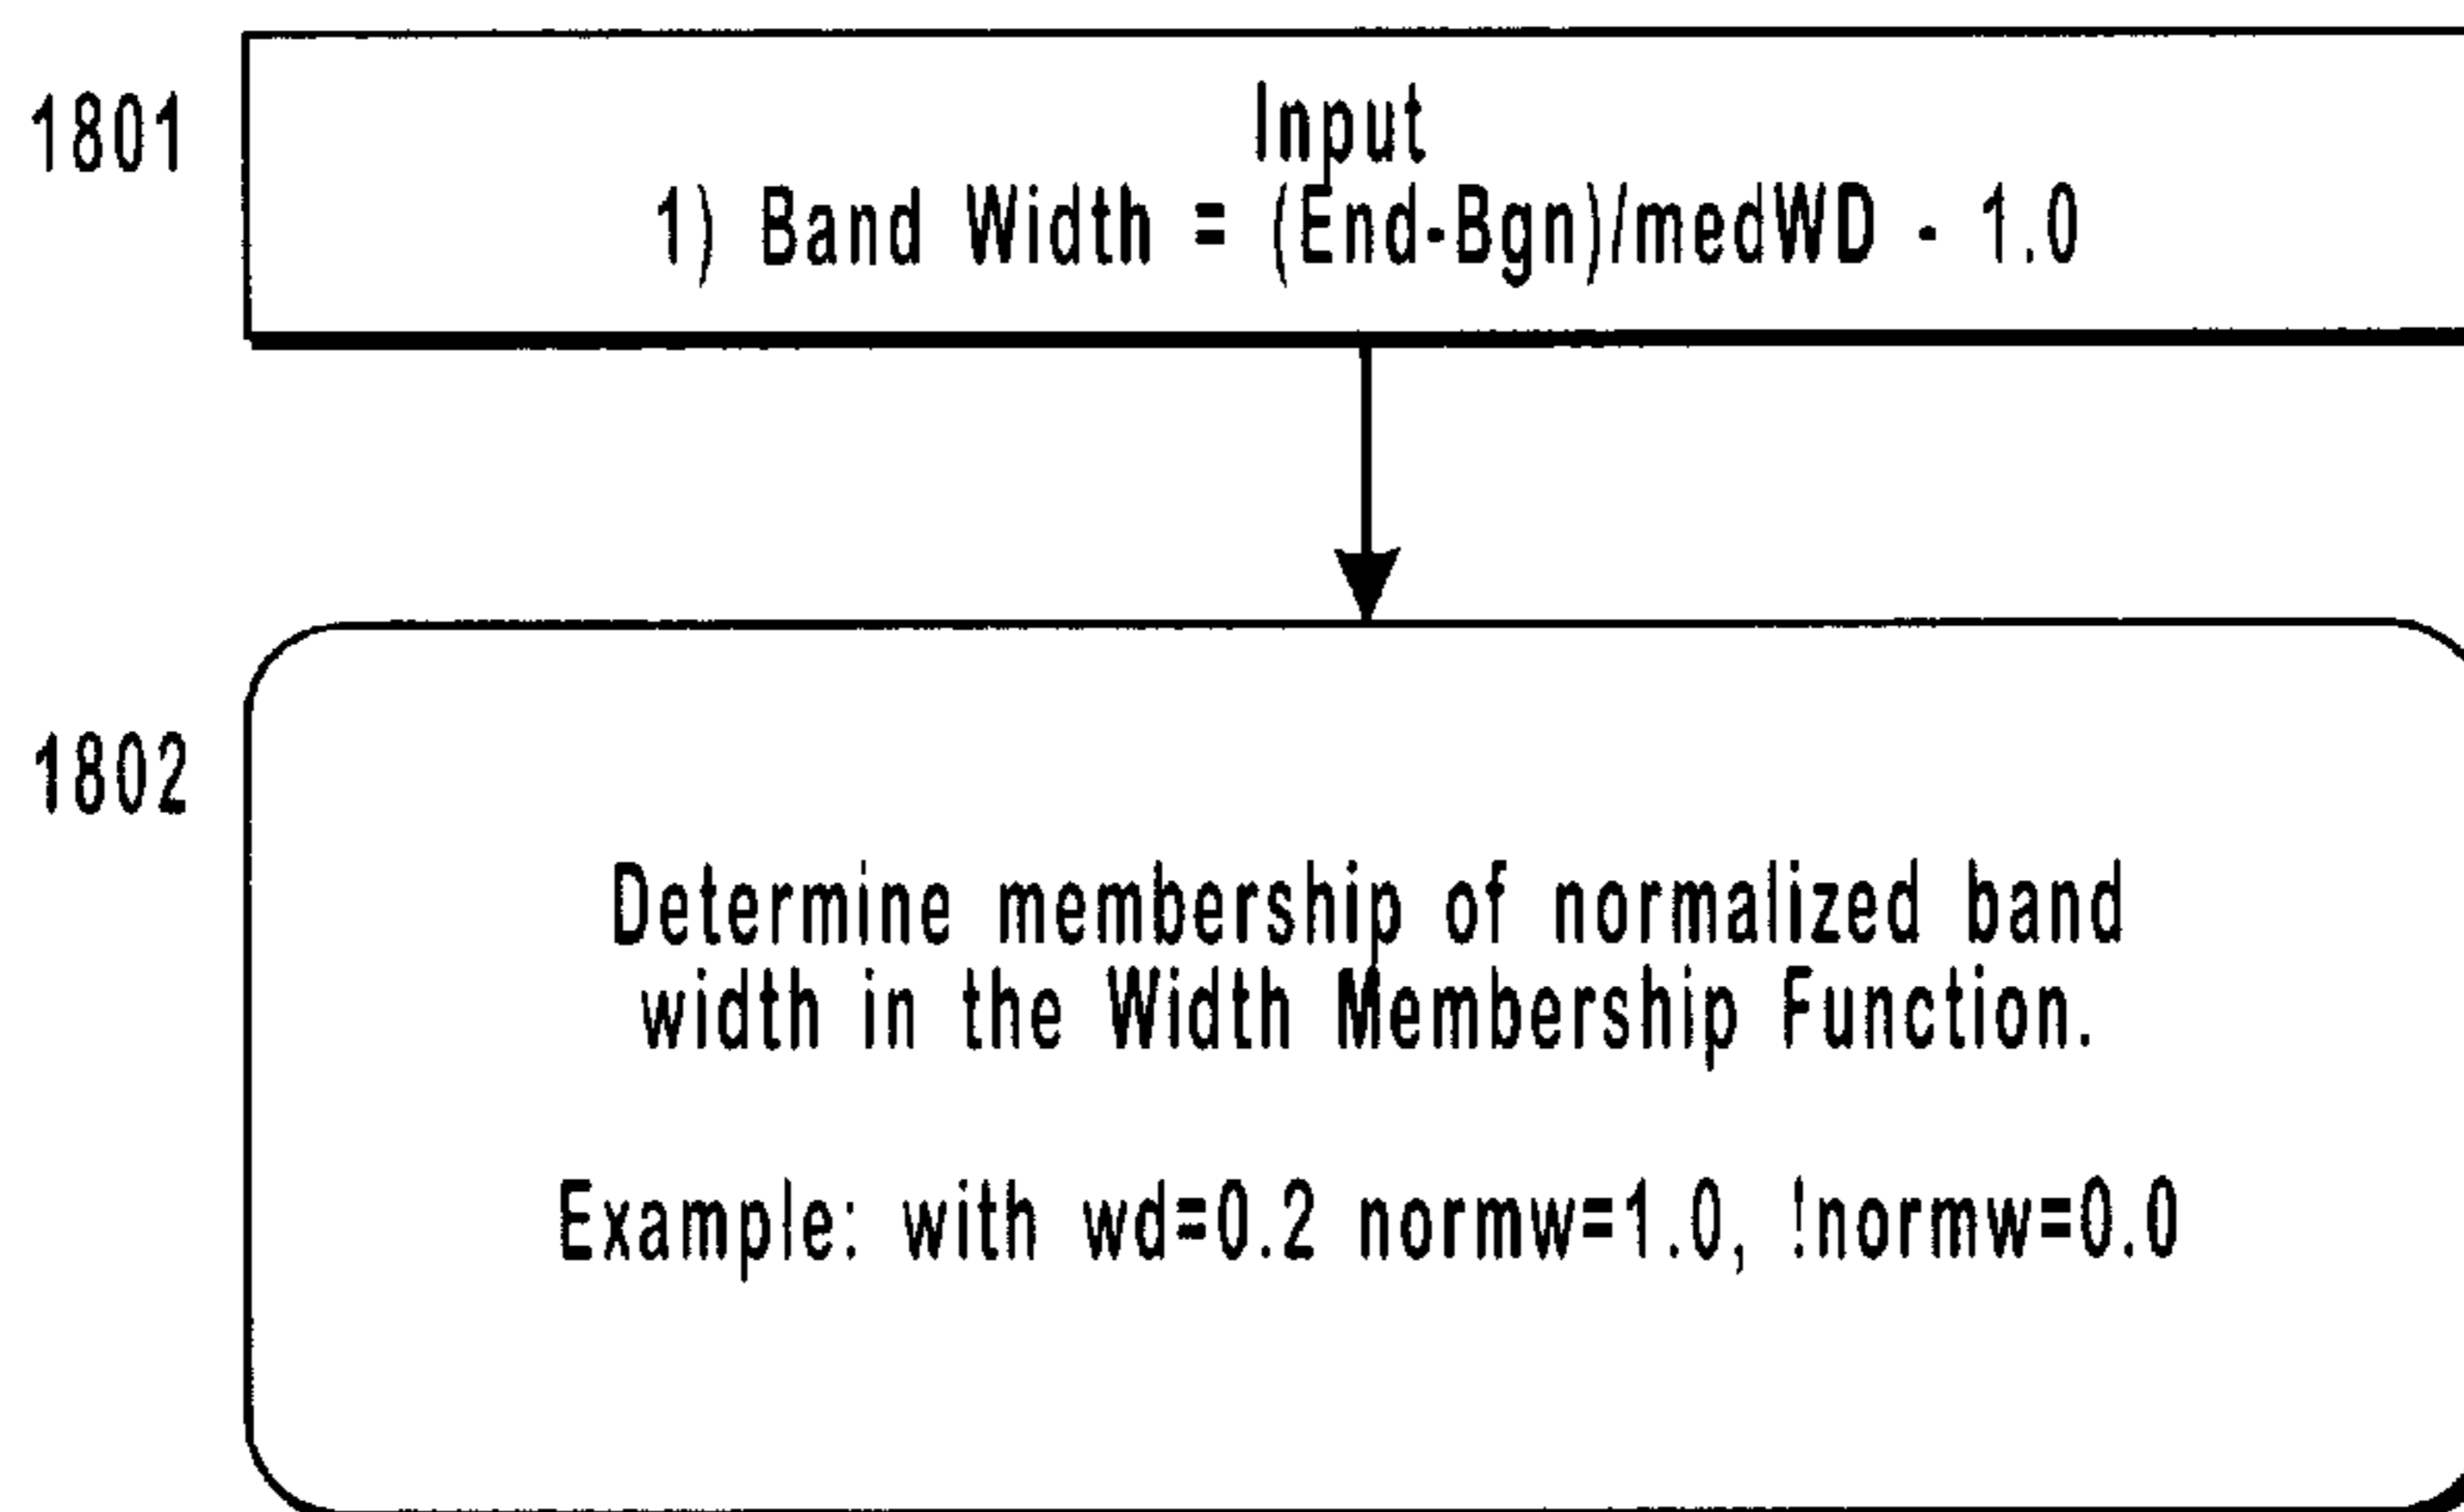 1801
Input
1) Band Width = (End-Bgn)/medWD - 1.0
1802
Determine membership of normalized band
width in the Width Membership Function.
Example: with wd=0.2 normw=1.0, !normw=0.0